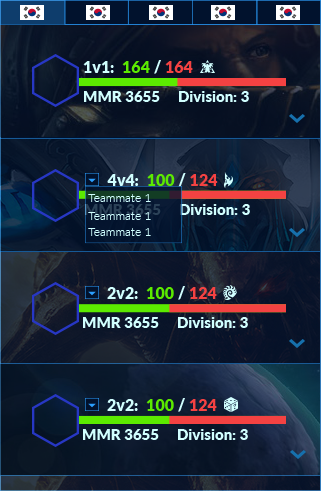 1v1: 164 / 164
MMR 3655 Division: 3
4v4: 100 / 124
Teammate 1
MMR 3655 Division: 3
Teammate 1
Teammate 1
2v2: 100 / 124
MMR 3655 Division: 3
2v2: 100 / 124
MMR 3655 Division: 3